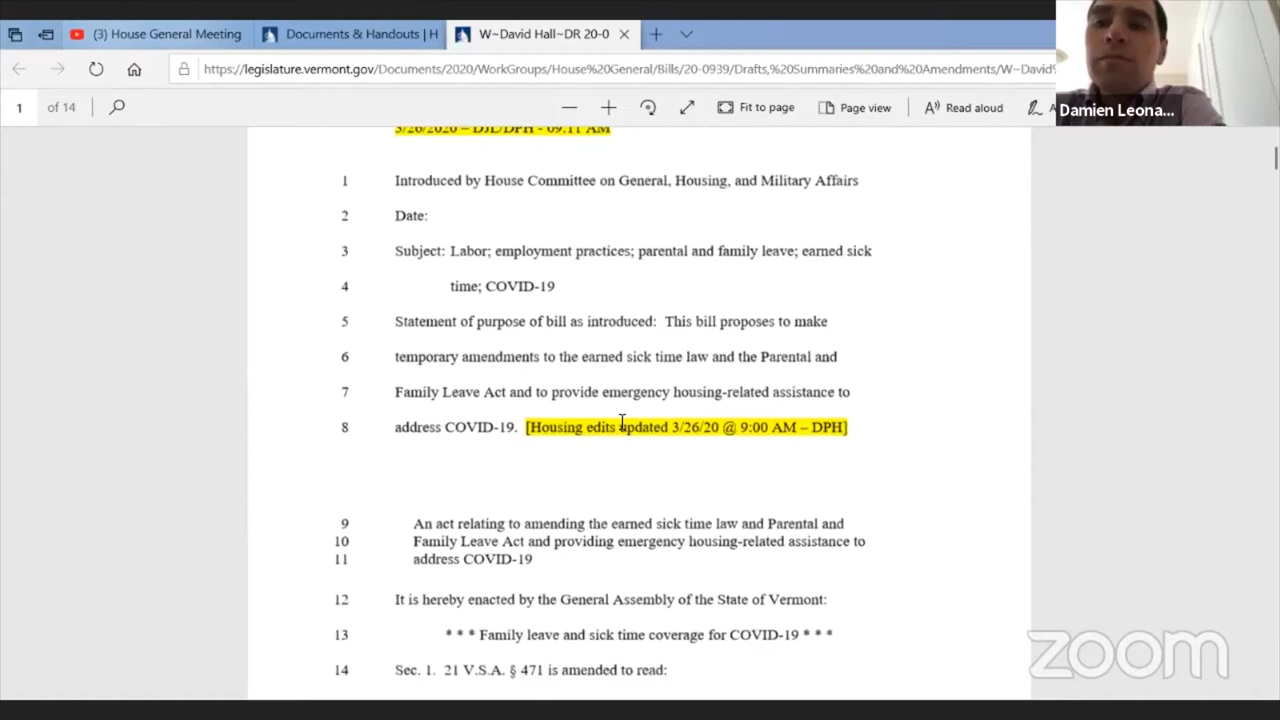 (3) House General Meeting
Documents & Handouts | H
W~David Hall~DR 20-0
https://legislature.vermont.gov/Documents/2020/WorkGroups/House%20General/Bills/20-0939/Drafts,%20Summaries%20and%20Amendments/W~David%
1 of 14
Fit to page
Page view
Read aloud
Damien Leona...
3/26/2020 – DJL/DPH - 09:11 AM
1 Introduced by House Committee on General, Housing, and Military Affairs
2 Date:
3 Subject: Labor; employment practices; parental and family leave; earned sick
4 time; COVID-19
5 Statement of purpose of bill as introduced: This bill proposes to make
6 temporary amendments to the earned sick time law and the Parental and
7 Family Leave Act and to provide emergency housing-related assistance to
8 address COVID-19. [Housing edits updated 3/26/20 @ 9:00 AM – DPH]
9 An act relating to amending the earned sick time law and Parental and
10 Family Leave Act and providing emergency housing-related assistance to
11 address COVID-19
12 It is hereby enacted by the General Assembly of the State of Vermont:
13 * * * Family leave and sick time coverage for COVID-19 * * *
14 Sec. 1. 21 V.S.A. § 471 is amended to read:
zoom